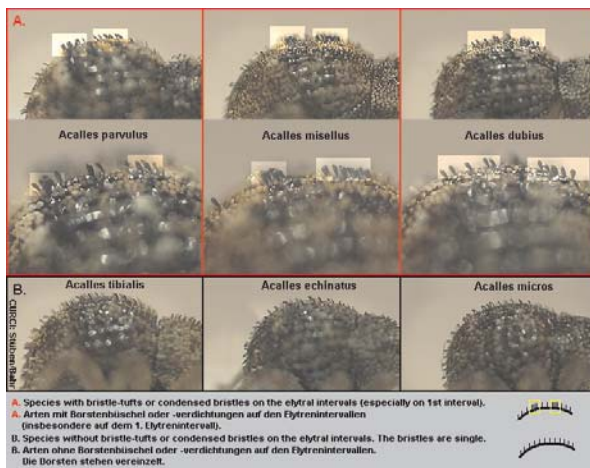 A.
Acalles parvulus
Acalles misellus
Acalles dubius
B.
Acalles tibialis
Acalles echinatus
Acalles micros
A. Species with bristle-tufts or condensed bristles on the elytral intervals (especially on 1st interval).
A. Arten mit Borstenbüschel oder -verdichtungen auf den Elytrenintervallen
(insbesondere auf dem 1. Elytrenintervall).
B. Species without bristle-tufts or condensed bristles on the elytral intervals. The bristles are single.
B. Arten ohne Borstenbüschel oder -verdichtungen auf den Elytrenintervallen.
Die Borsten stehen vereinzelt.